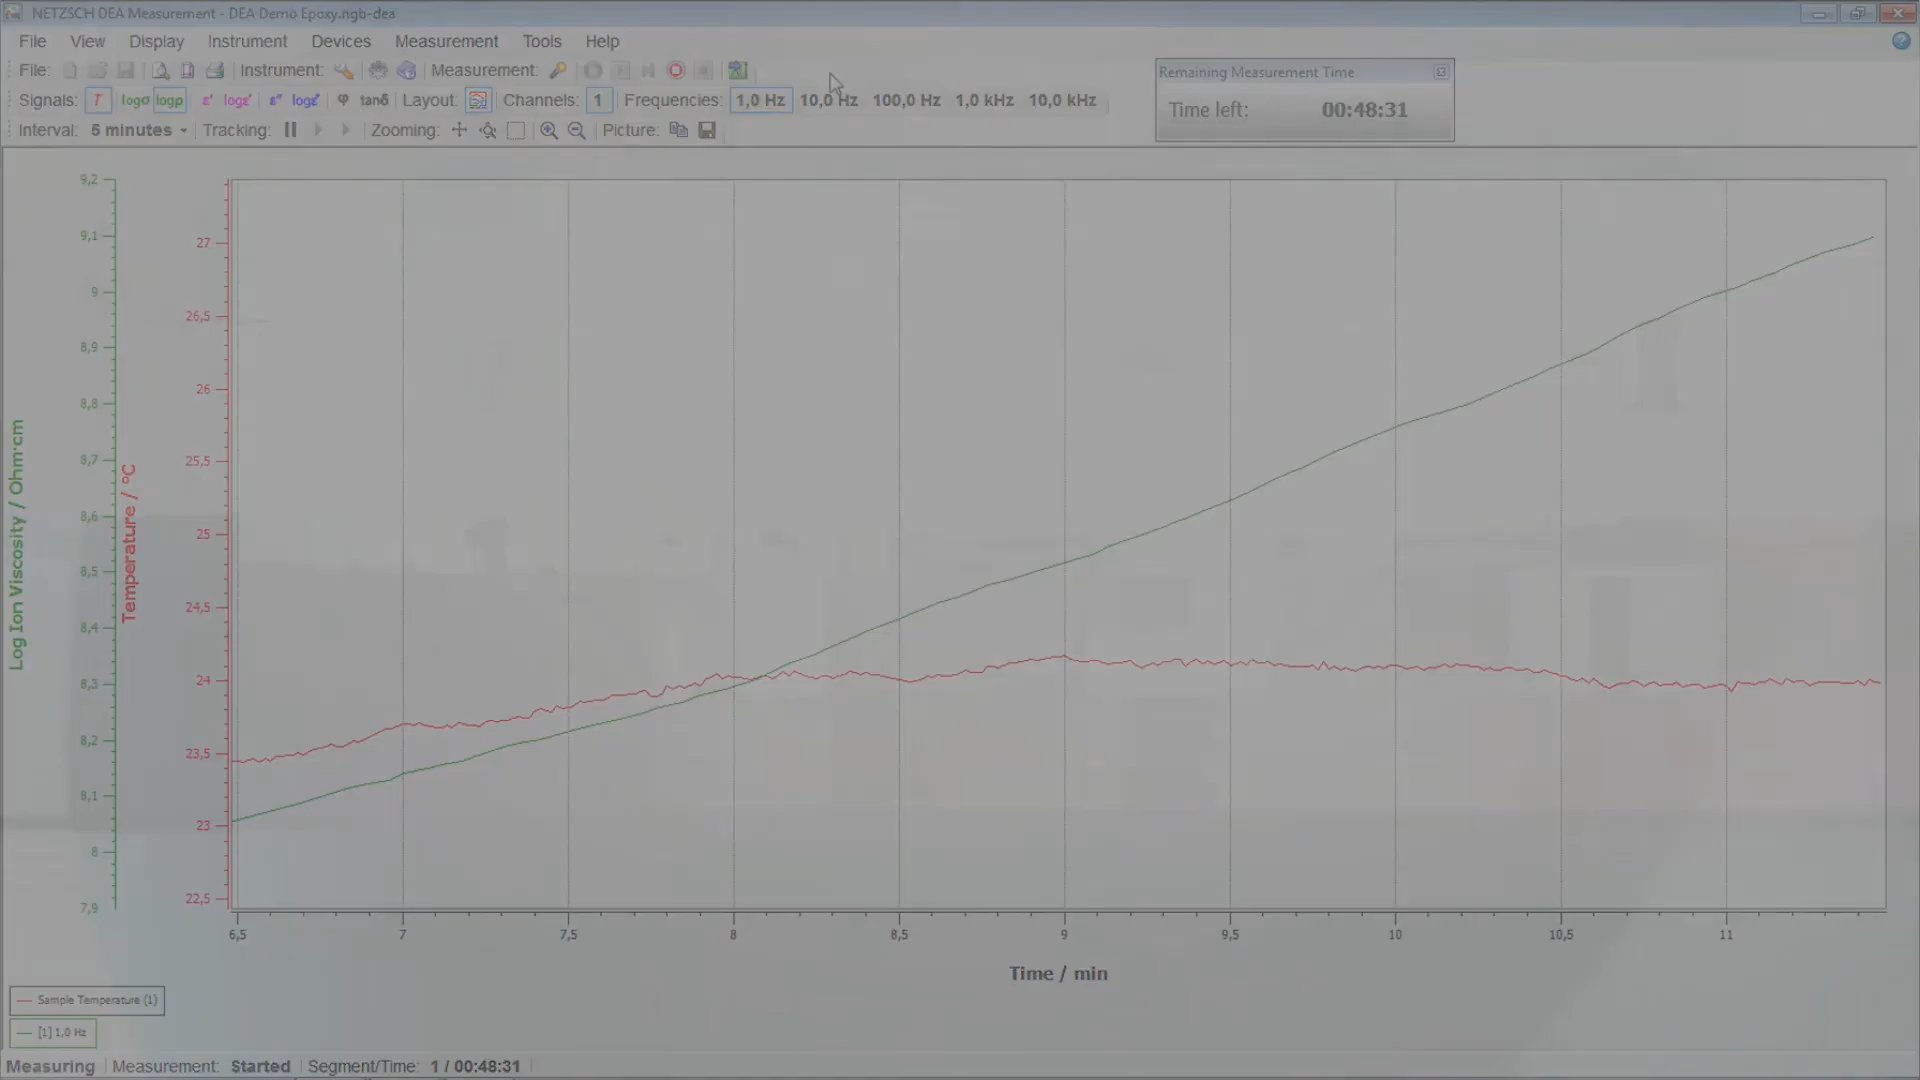 NETZSCH DEA Measurement - DEA Demo Epoxy.ngb-dea
File View Display Instrument Devices Measurement Tools Help
File: Instrument: Measurement:
Signals: T logσ logρ ε' logε' ε" logε" φ tanδ Layout: Channels: 1 Frequencies: 1,0 Hz 10,0 Hz 100,0 Hz 1,0 kHz 10,0 kHz
Interval: 5 minutes Tracking: Zooming: Picture:
Remaining Measurement Time
Time left: 00:48:31
Log Ion Viscosity / Ohm·cm
9,2
9,1
9
8,9
8,8
8,7
8,6
8,5
8,4
8,3
8,2
8,1
8
7,9
Temperature / °C
27
26,5
26
25,5
25
24,5
24
23,5
23
22,5
6,5 7 7,5 8 8,5 9 9,5 10 10,5 11
Time / min
Sample Temperature (1)
[1] 1,0 Hz
Measuring Measurement: Started Segment/Time: 1 / 00:48:31